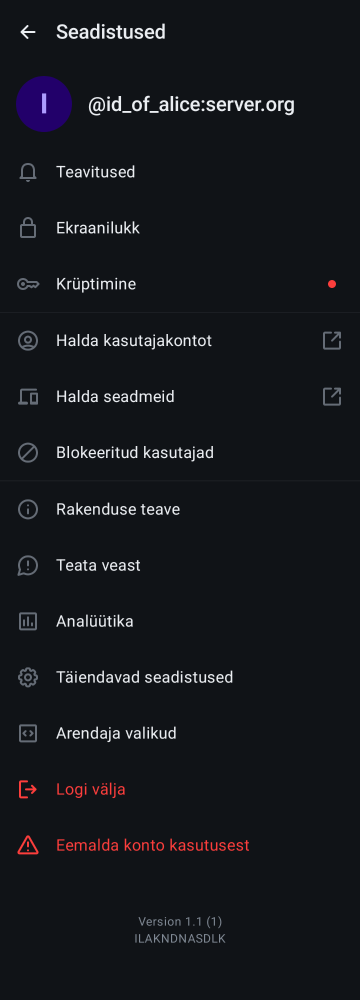 Seadistused
I
@id_of_alice:server.org
Teavitused
Ekraanilukk
Krüptimine
Halda kasutajakontot
Halda seadmeid
Blokeeritud kasutajad
Rakenduse teave
Teata veast
Analüütika
Täiendavad seadistused
Arendaja valikud
Logi välja
Eemalda konto kasutusest
Version 1.1 (1)
ILAKNDNASDLK